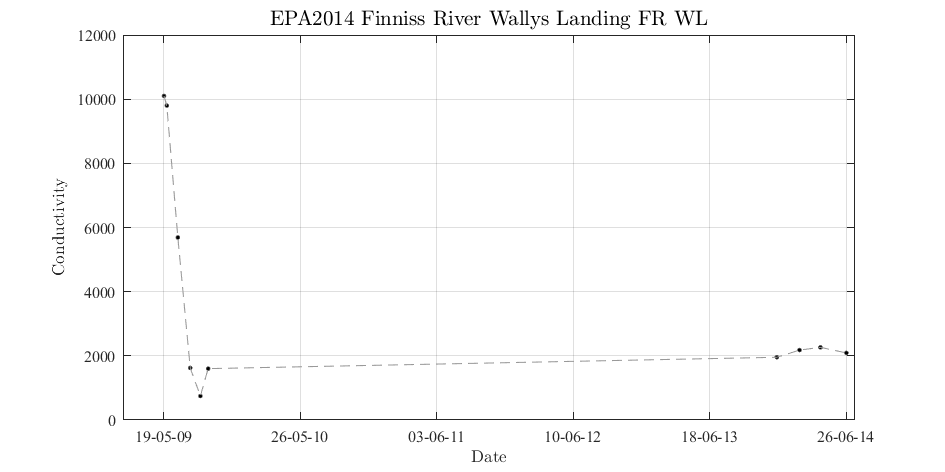 EPA2014 Finniss River Wallys Landing FR WL
12000
10000
8000
6000
4000
2000
0
Conductivity
19-05-09 26-05-10 03-06-11 10-06-12 18-06-13 26-06-14
Date